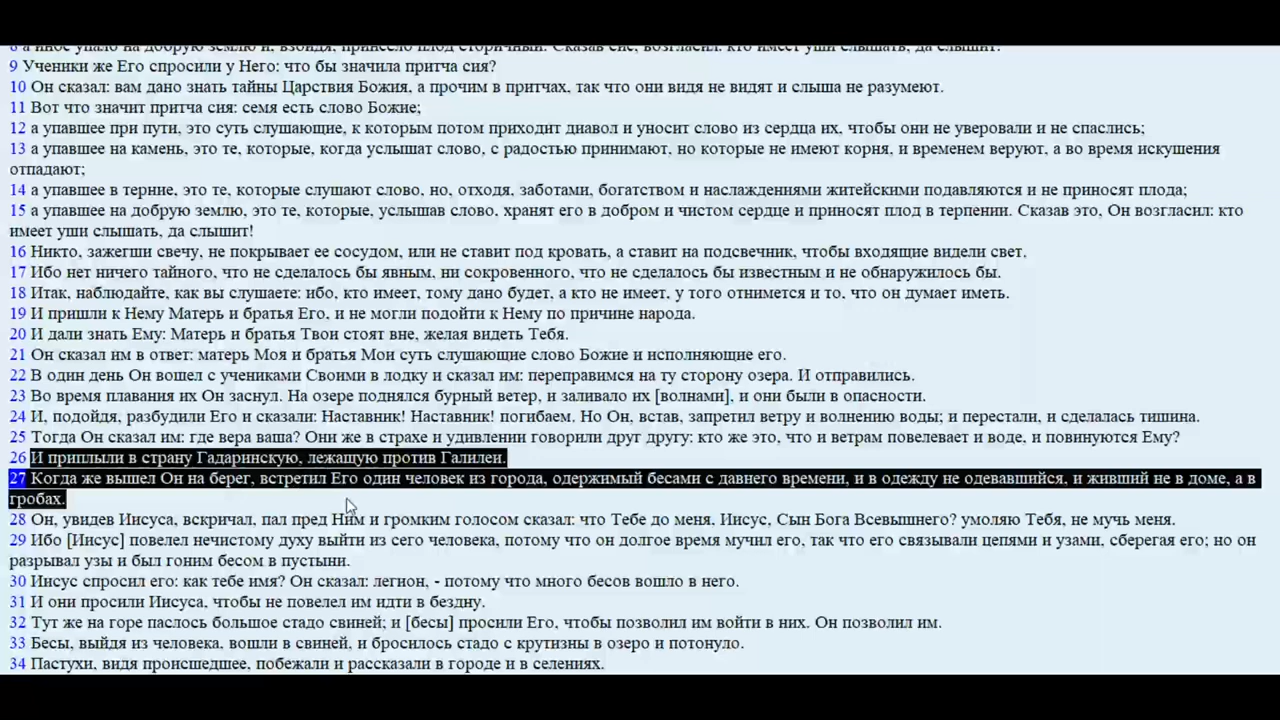 8 а иное упало на добрую землю и, взойдя, принесло плод сторичный. Сказав сие, возгласил: кто имеет уши слышать, да слышит!
9 Ученики же Его спросили у Него: что бы значила притча сия?
10 Он сказал: вам дано знать тайны Царствия Божия, а прочим в притчах, так что они видя не видят и слыша не разумеют.
11 Вот что значит притча сия: семя есть слово Божие;
12 а упавшее при пути, это суть слушающие, к которым потом приходит диавол и уносит слово из сердца их, чтобы они не уверовали и не спаслись;
13 а упавшее на камень, это те, которые, когда услышат слово, с радостью принимают, но которые не имеют корня, и временем веруют, а во время искушения
отпадают;
14 а упавшее в терние, это те, которые слушают слово, но, отходя, заботами, богатством и наслаждениями житейскими подавляются и не приносят плода;
15 а упавшее на добрую землю, это те, которые, услышав слово, хранят его в добром и чистом сердце и приносят плод в терпении. Сказав это, Он возгласил: кто
имеет уши слышать, да слышит!
16 Никто, зажегши свечу, не покрывает ее сосудом, или не ставит под кровать, а ставит на подсвечник, чтобы входящие видели свет.
17 Ибо нет ничего тайного, что не сделалось бы явным, ни сокровенного, что не сделалось бы известным и не обнаружилось бы.
18 Итак, наблюдайте, как вы слушаете: ибо, кто имеет, тому дано будет, а кто не имеет, у того отнимется и то, что он думает иметь.
19 И пришли к Нему Матерь и братья Его, и не могли подойти к Нему по причине народа.
20 И дали знать Ему: Матерь и братья Твои стоят вне, желая видеть Тебя.
21 Он сказал им в ответ: матерь Моя и братья Мои суть слушающие слово Божие и исполняющие его.
22 В один день Он вошел с учениками Своими в лодку и сказал им: переправимся на ту сторону озера. И отправились.
23 Во время плавания их Он заснул. На озере поднялся бурный ветер, и заливало их [волнами], и они были в опасности.
24 И, подойдя, разбудили Его и сказали: Наставник! Наставник! погибаем. Но Он, встав, запретил ветру и волнению воды; и перестали, и сделалась тишина.
25 Тогда Он сказал им: где вера ваша? Они же в страхе и удивлении говорили друг другу: кто же это, что и ветрам повелевает и воде, и повинуются Ему?
26 И приплыли в страну Гадаринскую, лежащую против Галилеи.
27 Когда же вышел Он на берег, встретил Его один человек из города, одержимый бесами с давнего времени, и в одежду не одевавшийся, и живший не в доме, а в
гробах.
28 Он, увидев Иисуса, вскричал, пал пред Ним и громким голосом сказал: что Тебе до меня, Иисус, Сын Бога Всевышнего? умоляю Тебя, не мучь меня.
29 Ибо [Иисус] повелел нечистому духу выйти из сего человека, потому что он долгое время мучил его, так что его связывали цепями и узами, сберегая его; но он
разрывал узы и был гоним бесом в пустыни.
30 Иисус спросил его: как тебе имя? Он сказал: легион, - потому что много бесов вошло в него.
31 И они просили Иисуса, чтобы не повелел им идти в бездну.
32 Тут же на горе паслось большое стадо свиней; и [бесы] просили Его, чтобы позволил им войти в них. Он позволил им.
33 Бесы, выйдя из человека, вошли в свиней, и бросилось стадо с крутизны в озеро и потонуло.
34 Пастухи, видя происшедшее, побежали и рассказали в городе и в селениях.